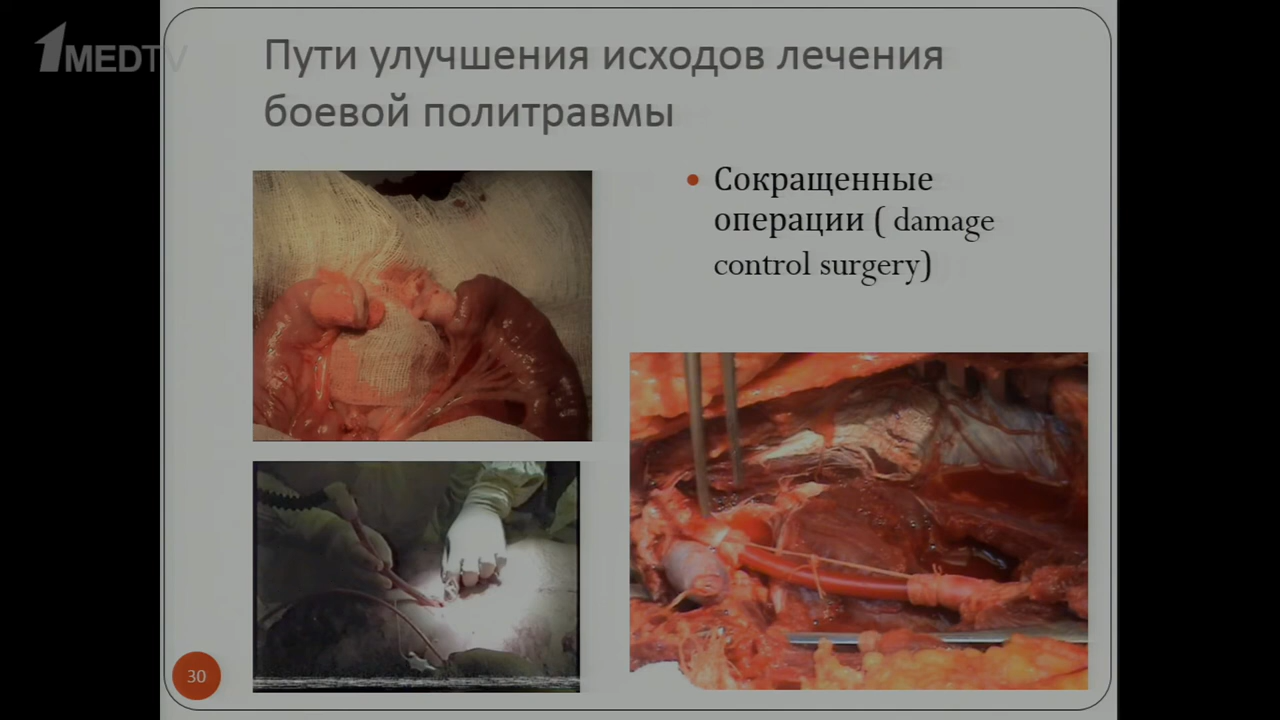 1MEDTV
Пути улучшения исходов лечения
боевой политравмы
Сокращенные
операции ( damage
control surgery)
30